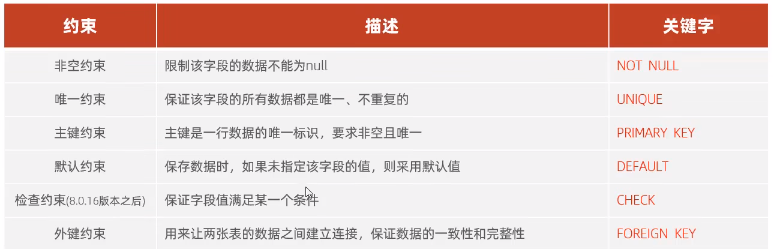 约束 描述 关键字
非空约束 限制该字段的数据不能为null NOT NULL
唯一约束 保证该字段的所有数据都是唯一、不重复的 UNIQUE
主键约束 主键是一行数据的唯一标识，要求非空且唯一 PRIMARY KEY
默认约束 保存数据时，如果未指定该字段的值，则采用默认值 DEFAULT
检查约束(8.0.16版本之后) 保证字段值满足某一个条件 CHECK
外键约束 用来让两张表的数据之间建立连接，保证数据的一致性和完整性 FOREIGN KEY